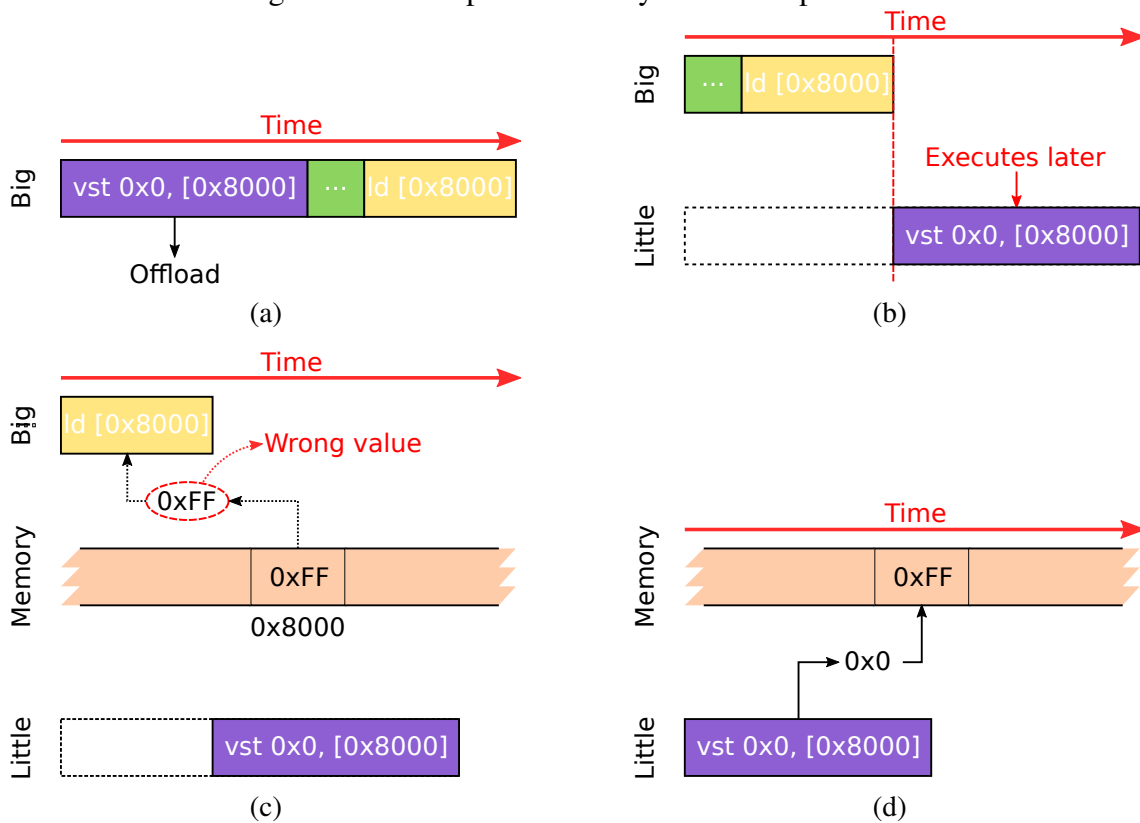 Time
Big
vst 0x0, [0x8000]
...
ld [0x8000]
Offload
(a)
Time
Big
...
ld [0x8000]
Executes later
Little
vst 0x0, [0x8000]
(b)
Time
Big
ld [0x8000]
Wrong value
0xFF
Memory
0xFF
0x8000
Little
vst 0x0, [0x8000]
(c)
Time
Memory
0xFF
0x0
Little
vst 0x0, [0x8000]
(d)